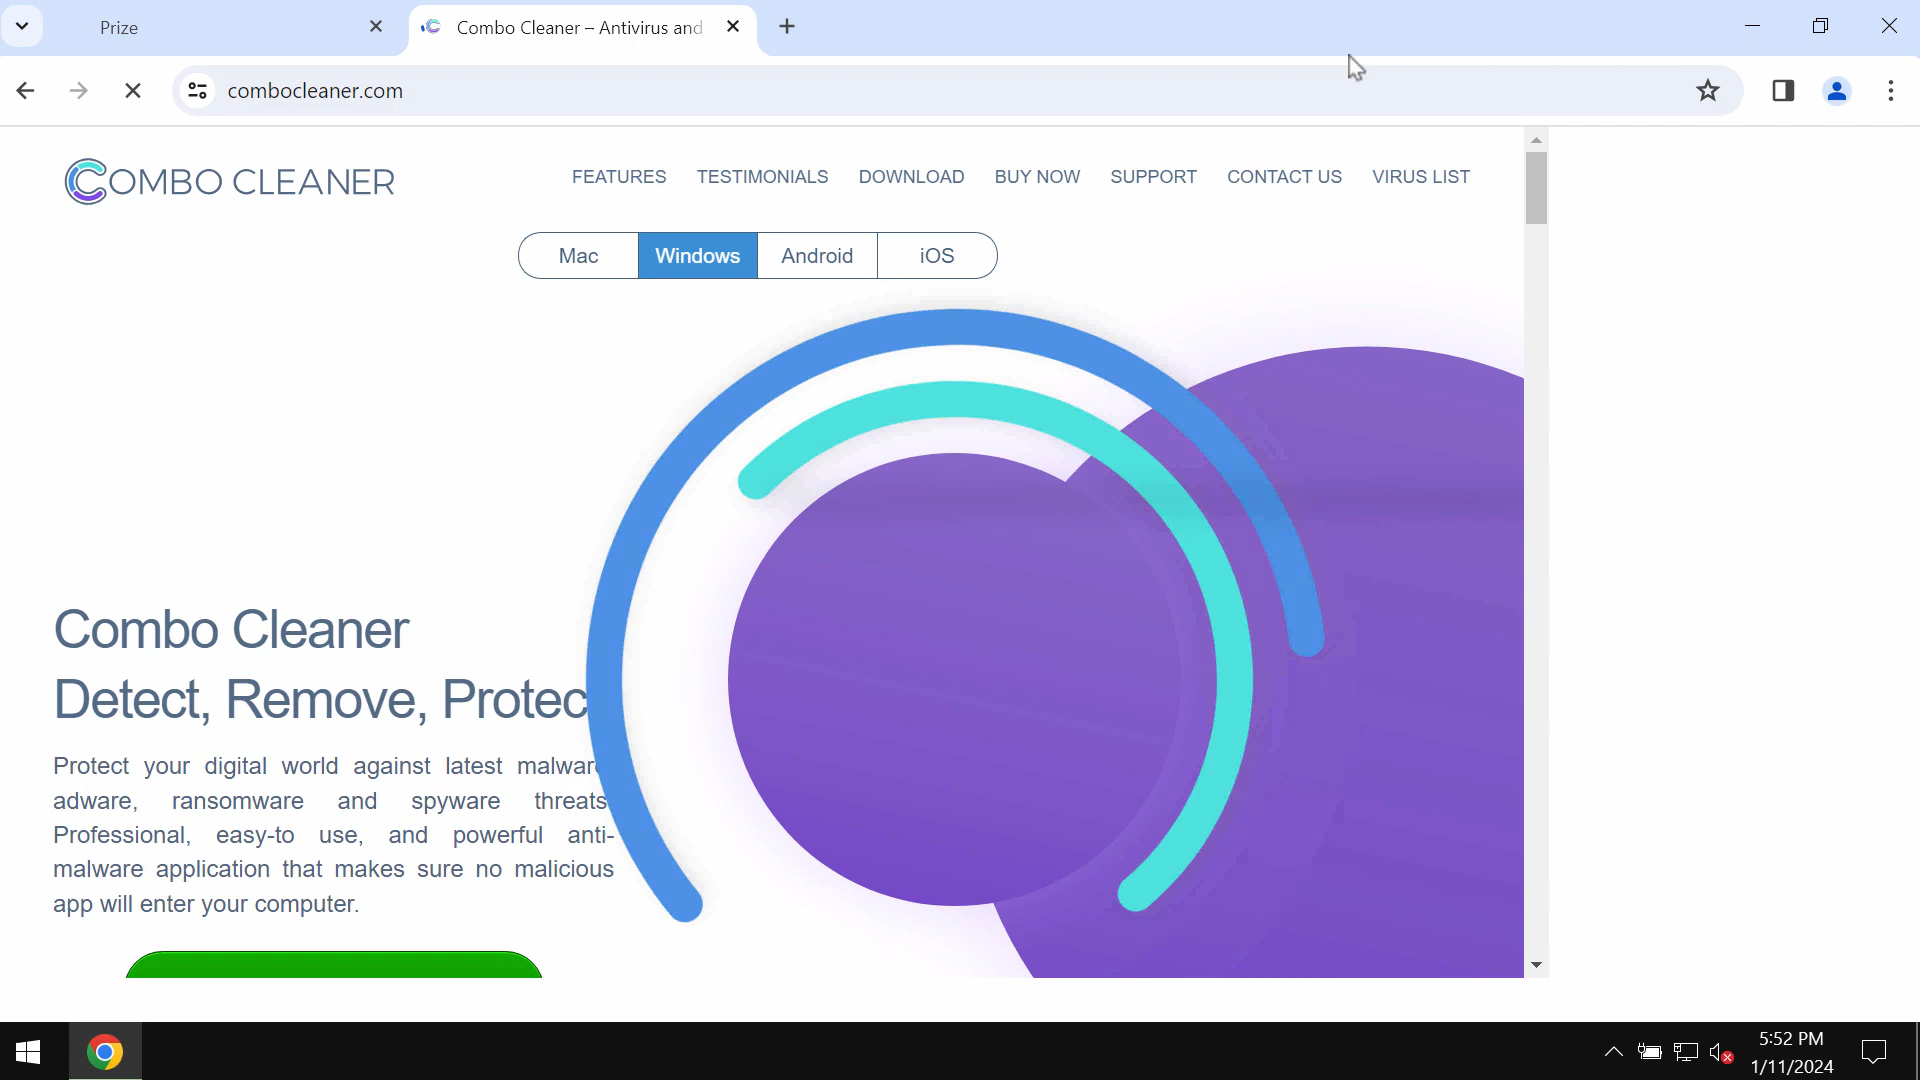 Prize
Combo Cleaner – Antivirus and
combocleaner.com
COMBO CLEANER
FEATURES TESTIMONIALS DOWNLOAD BUY NOW SUPPORT CONTACT US VIRUS LIST
Mac Windows Android iOS
Combo Cleaner
Detect, Remove, Protec
Protect your digital world against latest malware
adware, ransomware and spyware threats
Professional, easy-to use, and powerful anti-
malware application that makes sure no malicious
app will enter your computer.
5:52 PM
1/11/2024